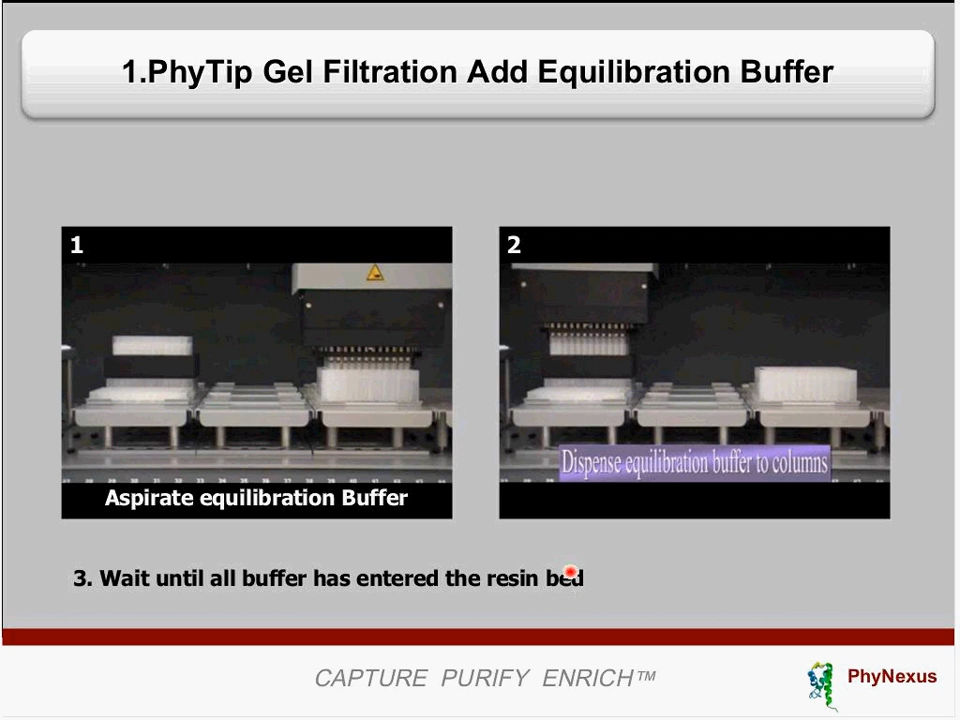 1.PhyTip Gel Filtration Add Equilibration Buffer
1
2
Dispense equilibration buffer to columns
Aspirate equilibration Buffer
3. Wait until all buffer has entered the resin bed
CAPTURE PURIFY ENRICH™
PhyNexus